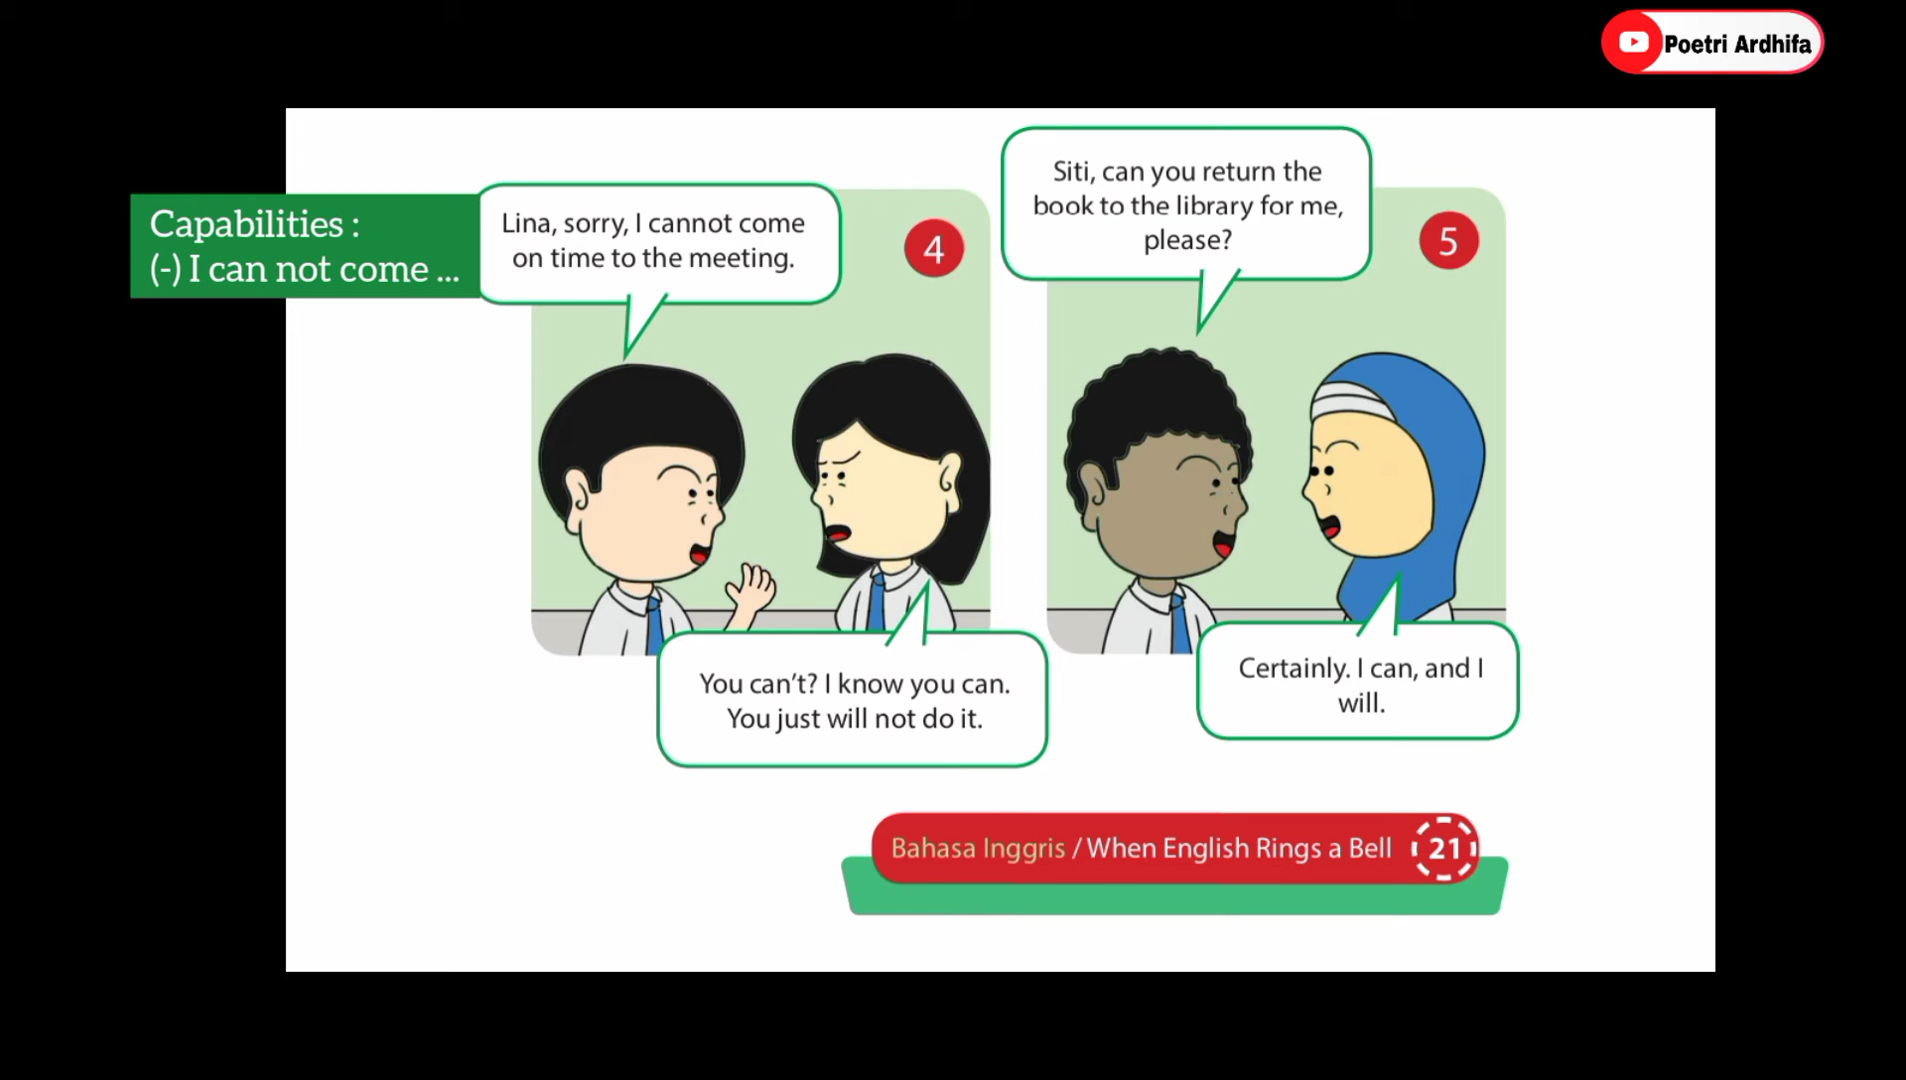 Poetri Ardhifa
Capabilities :
(-) I can not come ...
Lina, sorry, I cannot come
on time to the meeting.
4
You can't? I know you can.
You just will not do it.
Siti, can you return the
book to the library for me,
please?
5
Certainly. I can, and I
will.
Bahasa Inggris / When English Rings a Bell 21